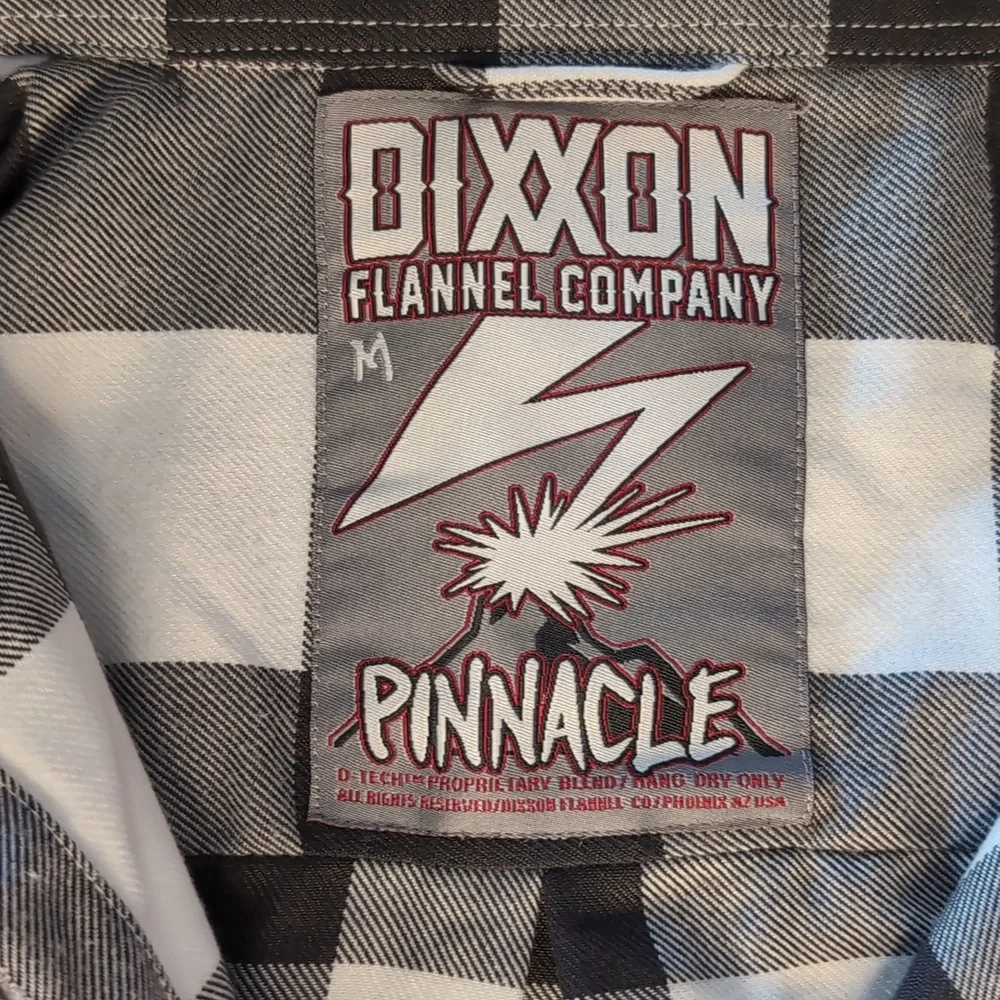 DIXXON
FLANNEL COMPANY
M
PINNACLE
D-TECH™ PROPRIETARY BLEND/ HANG DRY ONLY
ALL RIGHTS RESERVED/DIXXON FLANNEL CO/PHOENIX AZ USA